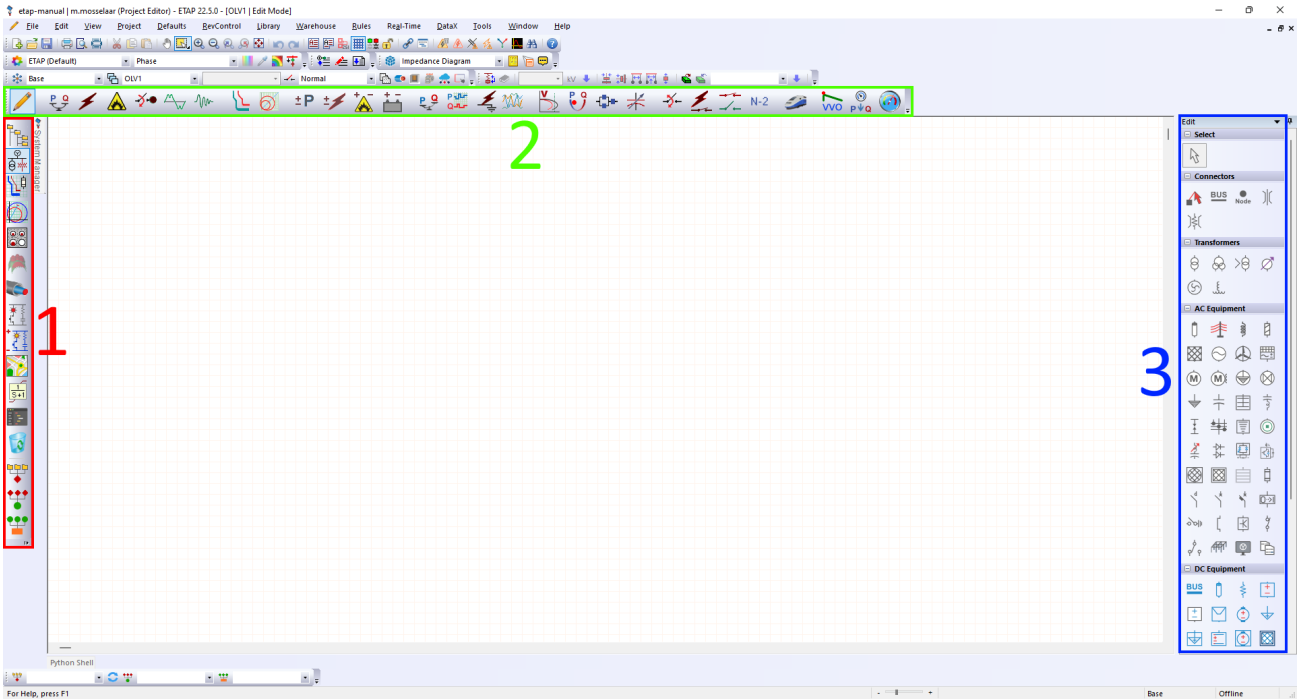 etap-manual | m.mosselaar (Project Editor) - ETAP 22.5.0 - [OLV1 | Edit Mode]
File Edit View Project Defaults RevControl Library Warehouse Rules Real-Time DataX Tools Window Help
ETAP (Default) Phase Impedance Diagram
Base OLV1 Normal kV
P Q ±P P Q N-2 VVO P Q
2
Edit
Select
System Manager
Connectors
BUS Node
Transformers
AC Equipment
1
3
M M
DC Equipment
BUS
Python Shell
For Help, press F1 Base Offline